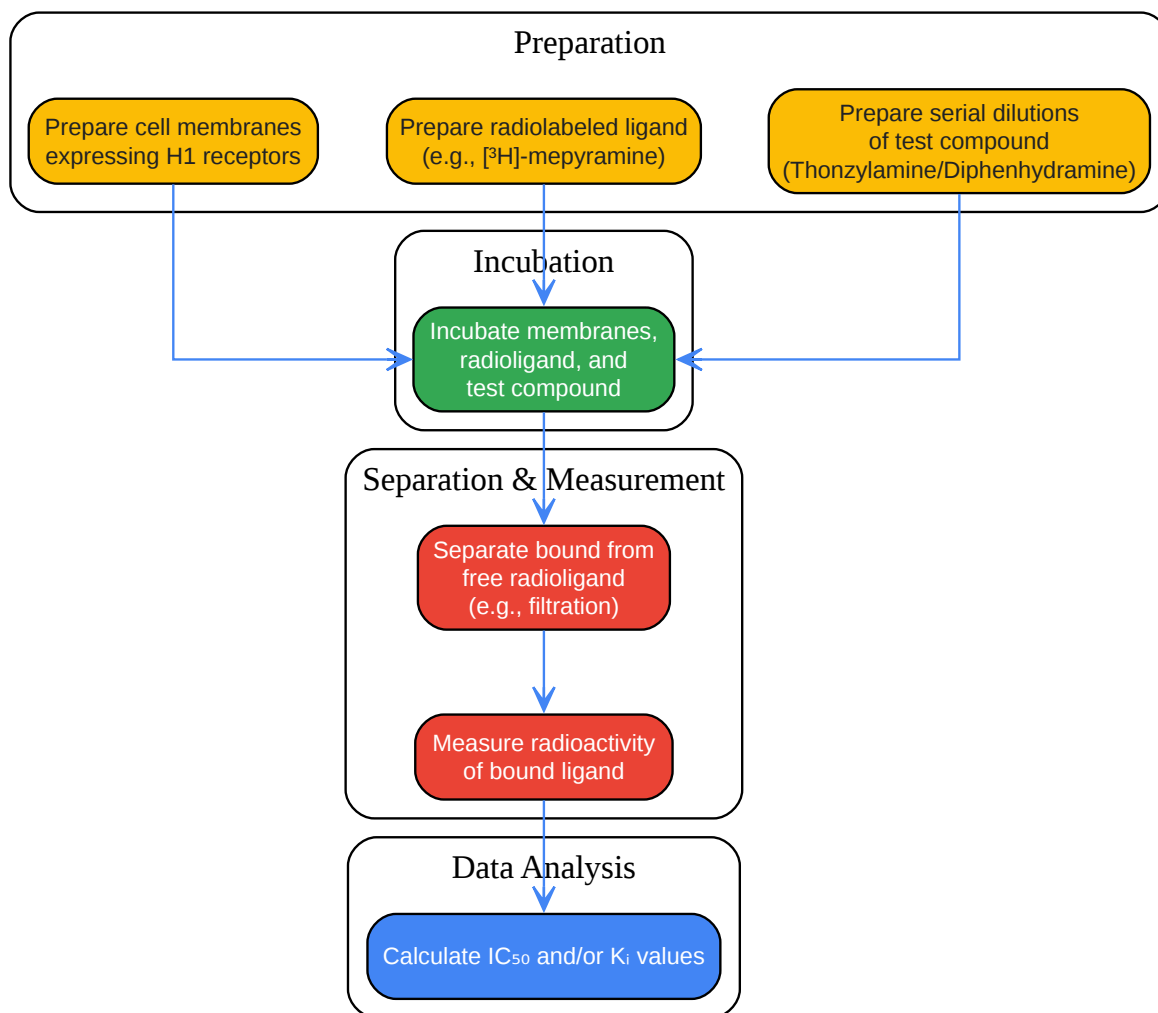 Preparation
Prepare cell membranes
expressing H1 receptors
Prepare radiolabeled ligand
(e.g., [³H]-mepyramine)
Prepare serial dilutions
of test compound
(Thonzylamine/Diphenhydramine)
Incubation
Incubate membranes,
radioligand, and
test compound
Separation & Measurement
Separate bound from
free radioligand
(e.g., filtration)
Measure radioactivity
of bound ligand
Data Analysis
Calculate IC₅₀ and/or Kᵢ values